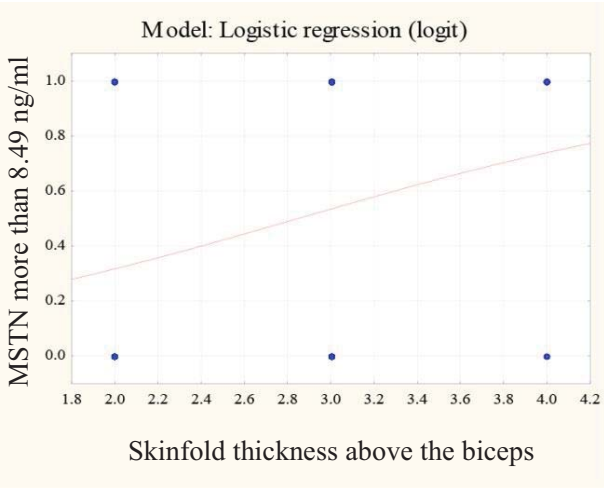 Model: Logistic regression (logit)
MSTN more than 8.49 ng/ml
1.0
0.8
0.6
0.4
0.2
0.0
1.8 2.0 2.2 2.4 2.6 2.8 3.0 3.2 3.4 3.6 3.8 4.0 4.2
Skinfold thickness above the biceps